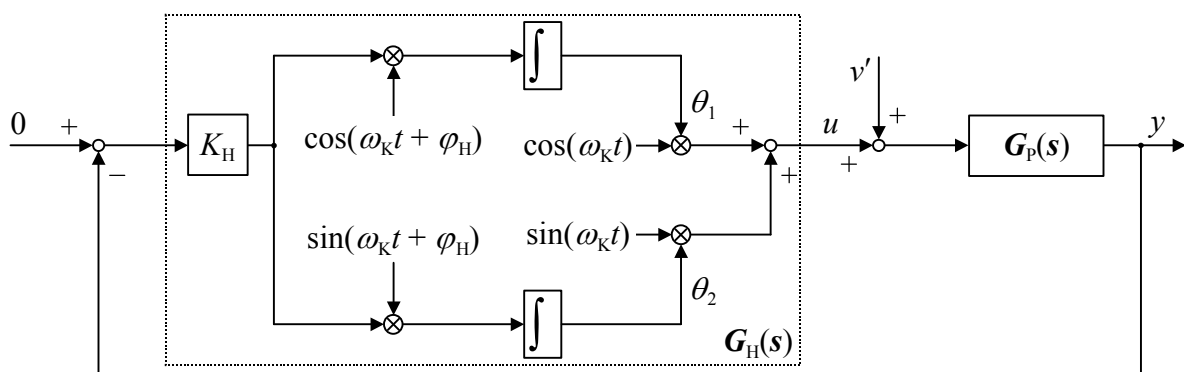 0
+
−
K_H
cos(ω_K t + φ_H)
∫
θ_1
cos(ω_K t)
+
+
u
+
v′
+
G_P(s)
y
sin(ω_K t + φ_H)
sin(ω_K t)
∫
θ_2
G_H(s)